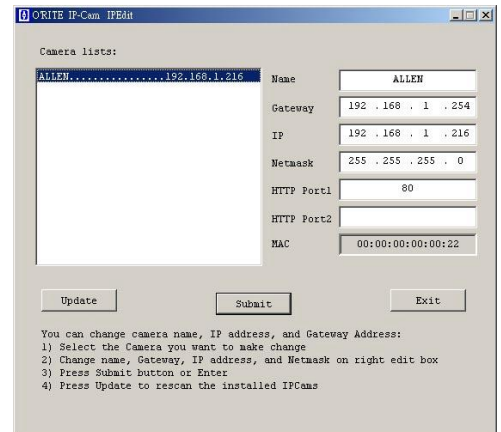 ORITE IP-Cam IPEdit
Camera lists:
ALLEN................192.168.1.216
Name ALLEN
Gateway 192 . 168 . 1 . 254
IP 192 . 168 . 1 . 216
Netmask 255 . 255 . 255 . 0
HTTP Port1 80
HTTP Port2
MAC 00:00:00:00:00:22
Update Submit Exit
You can change camera name, IP address, and Gateway Address:
1) Select the Camera you want to make change
2) Change name, Gateway, IP address, and Netmask on right edit box
3) Press Submit button or Enter
4) Press Update to rescan the installed IPCams